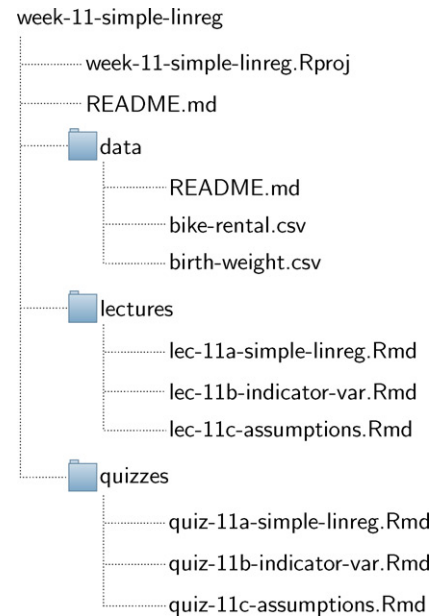 week-11-simple-linreg
week-11-simple-linreg.Rproj
README.md
data
README.md
bike-rental.csv
birth-weight.csv
lectures
lec-11a-simple-linreg.Rmd
lec-11b-indicator-var.Rmd
lec-11c-assumptions.Rmd
quizzes
quiz-11a-simple-linreg.Rmd
quiz-11b-indicator-var.Rmd
quiz-11c-assumptions.Rmd